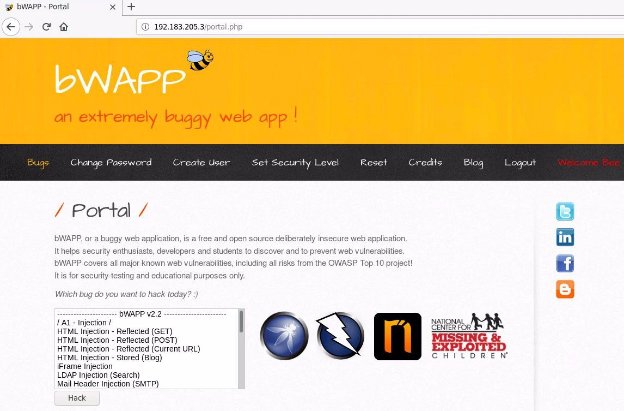 bWAPP - Portal
192.183.205.3/portal.php
bWAPP
an extremely buggy web app !
Bugs Change Password Create User Set Security Level Reset Credits Blog Logout Welcome Bee
/ Portal /
bWAPP, or a buggy web application, is a free and open source deliberately insecure web application.
It helps security enthusiasts, developers and students to discover and to prevent web vulnerabilities.
bWAPP covers all major known web vulnerabilities, including all risks from the OWASP Top 10 project!
It is for security-testing and educational purposes only.
Which bug do you want to hack today? :)
----------------------- bWAPP v2.2 -----------------------
/ A1 - Injection /
HTML Injection - Reflected (GET)
HTML Injection - Reflected (POST)
HTML Injection - Reflected (Current URL)
HTML Injection - Stored (Blog)
iFrame Injection
LDAP Injection (Search)
Mail Header Injection (SMTP)
Hack
NATIONAL
CENTER FOR
MISSING &
EXPLOITED
CHILDREN